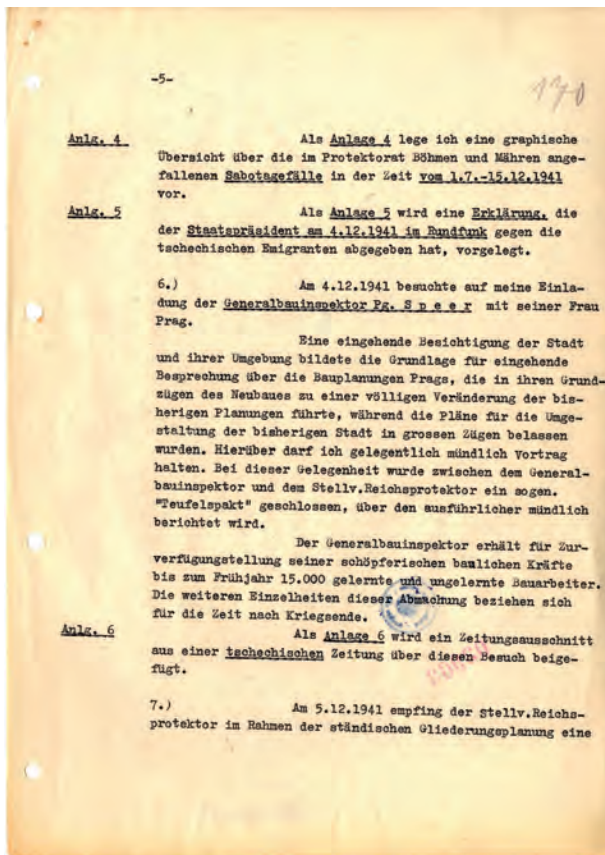 -5-
170
Anlg. 4
Als Anlage 4 lege ich eine graphische
Übersicht über die im Protektorat Böhmen und Mähren ange-
fallenen Sabotagefälle in der Zeit vom 1.7.-15.12.1941
vor.
Anlg. 5
Als Anlage 5 wird eine Erklärung, die
der Staatspräsident am 4.12.1941 im Rundfunk gegen die
tschechischen Emigranten abgegeben hat, vorgelegt.
6.) Am 4.12.1941 besuchte auf meine Einla-
dung der Generalbauinspektor Pg. S p e e r mit seiner Frau
Prag.
Eine eingehende Besichtigung der Stadt
und ihrer Umgebung bildete die Grundlage für eingehende
Besprechung über die Bauplanungen Prags, die in ihren Grund-
zügen des Neubaues zu einer völligen Veränderung der bis-
herigen Planungen führte, während die Pläne für die Umge-
staltung der bisherigen Stadt in grossen Zügen belassen
wurden. Hierüber darf ich gelegentlich mündlich Vortrag
halten. Bei dieser Gelegenheit wurde zwischen dem General-
bauinspektor und dem Stellv.Reichsprotektor ein sogen.
"Teufelspakt" geschlossen, über den ausführlicher mündlich
berichtet wird.
Der Generalbauinspektor erhält für Zur-
verfügungstellung seiner schöpferischen baulichen Kräfte
bis zum Frühjahr 15.000 gelernte und ungelernte Bauarbeiter.
Die weiteren Einzelheiten dieser Abmachung beziehen sich
für die Zeit nach Kriegsende.
Anlg. 6
Als Anlage 6 wird ein Zeitungsausschnitt
aus einer tschechischen Zeitung über diesen Besuch beige-
fügt.
7.) Am 5.12.1941 empfing der Stellv.Reichs-
protektor im Rahmen der ständischen Gliederungsplanung eine